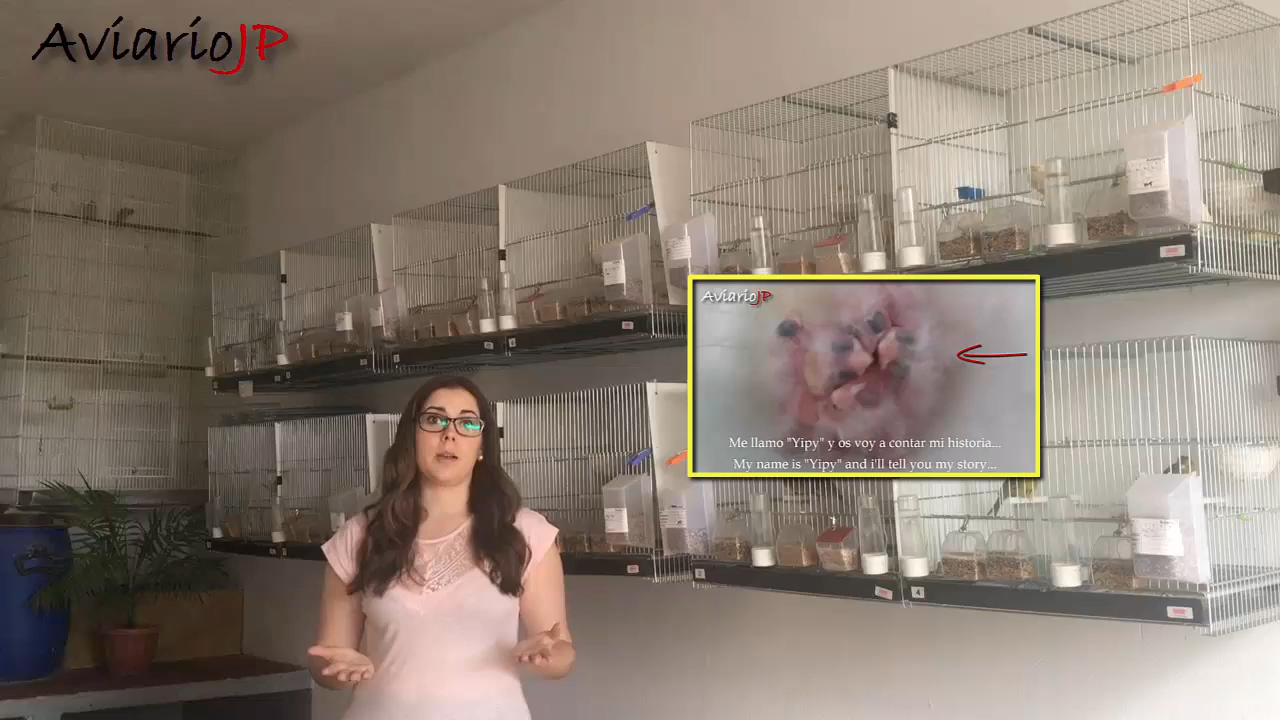 AviarioJP
AviarioJP
Me llamo "Yipy" y os voy a contar mi historia...
My name is "Yipy" and i'll tell you my story...
4